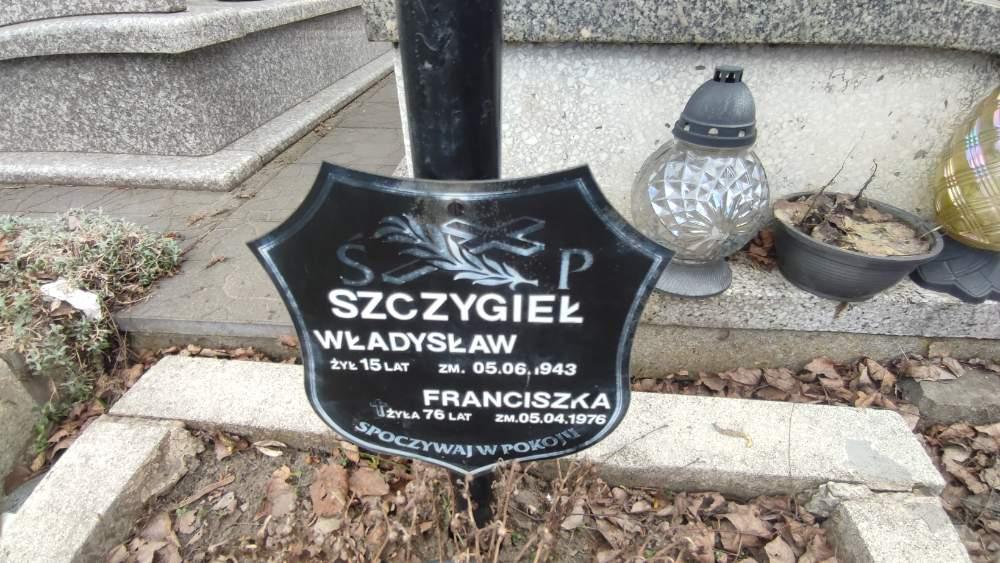 Ś P
SZCZYGIEŁ
WŁADYSŁAW
ŻYŁ 15 LAT ZM. 05.06.1943
FRANCISZKA
ŻYŁA 76 LAT ZM. 05.04.1976
SPOCZYWAJ W POKOJU